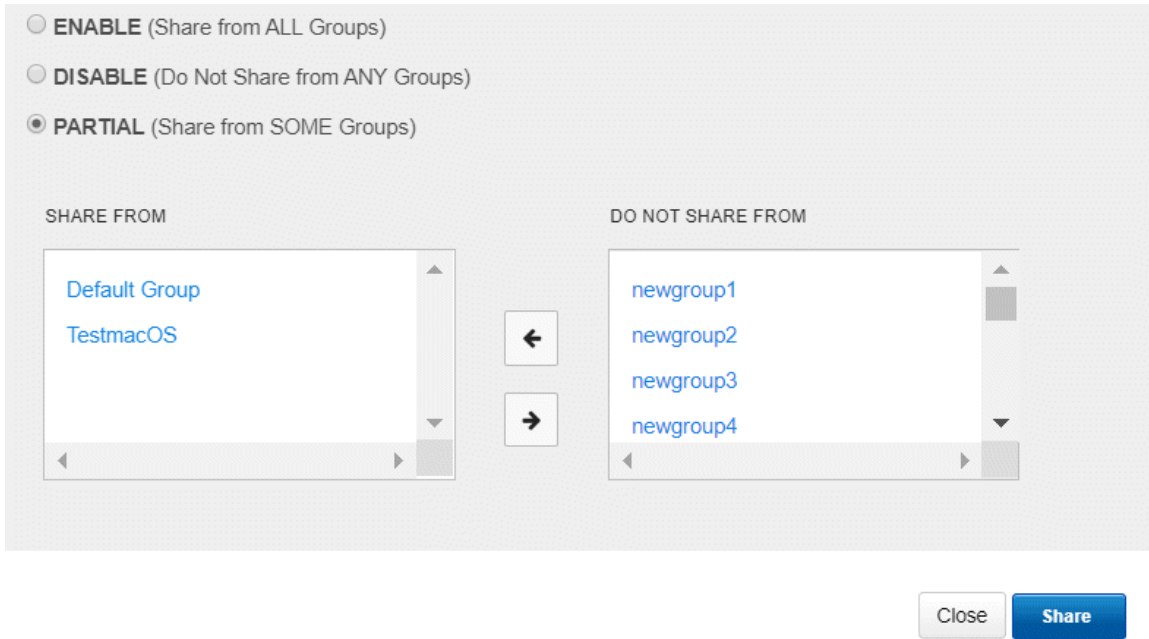 ENABLE (Share from ALL Groups)
DISABLE (Do Not Share from ANY Groups)
PARTIAL (Share from SOME Groups)
SHARE FROM
Default Group
TestmacOS
DO NOT SHARE FROM
newgroup1
newgroup2
newgroup3
newgroup4
Close
Share